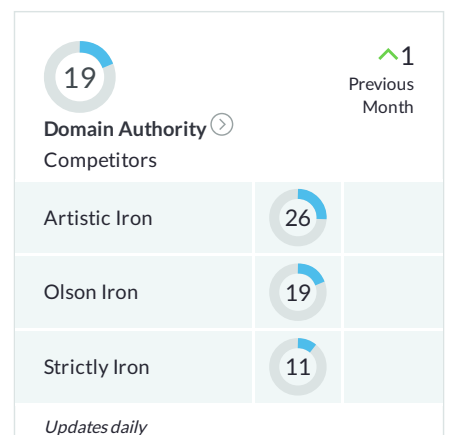 19
1
Previous
Month
Domain Authority
Competitors
Artistic Iron 26
Olson Iron 19
Strictly Iron 11
Updates daily